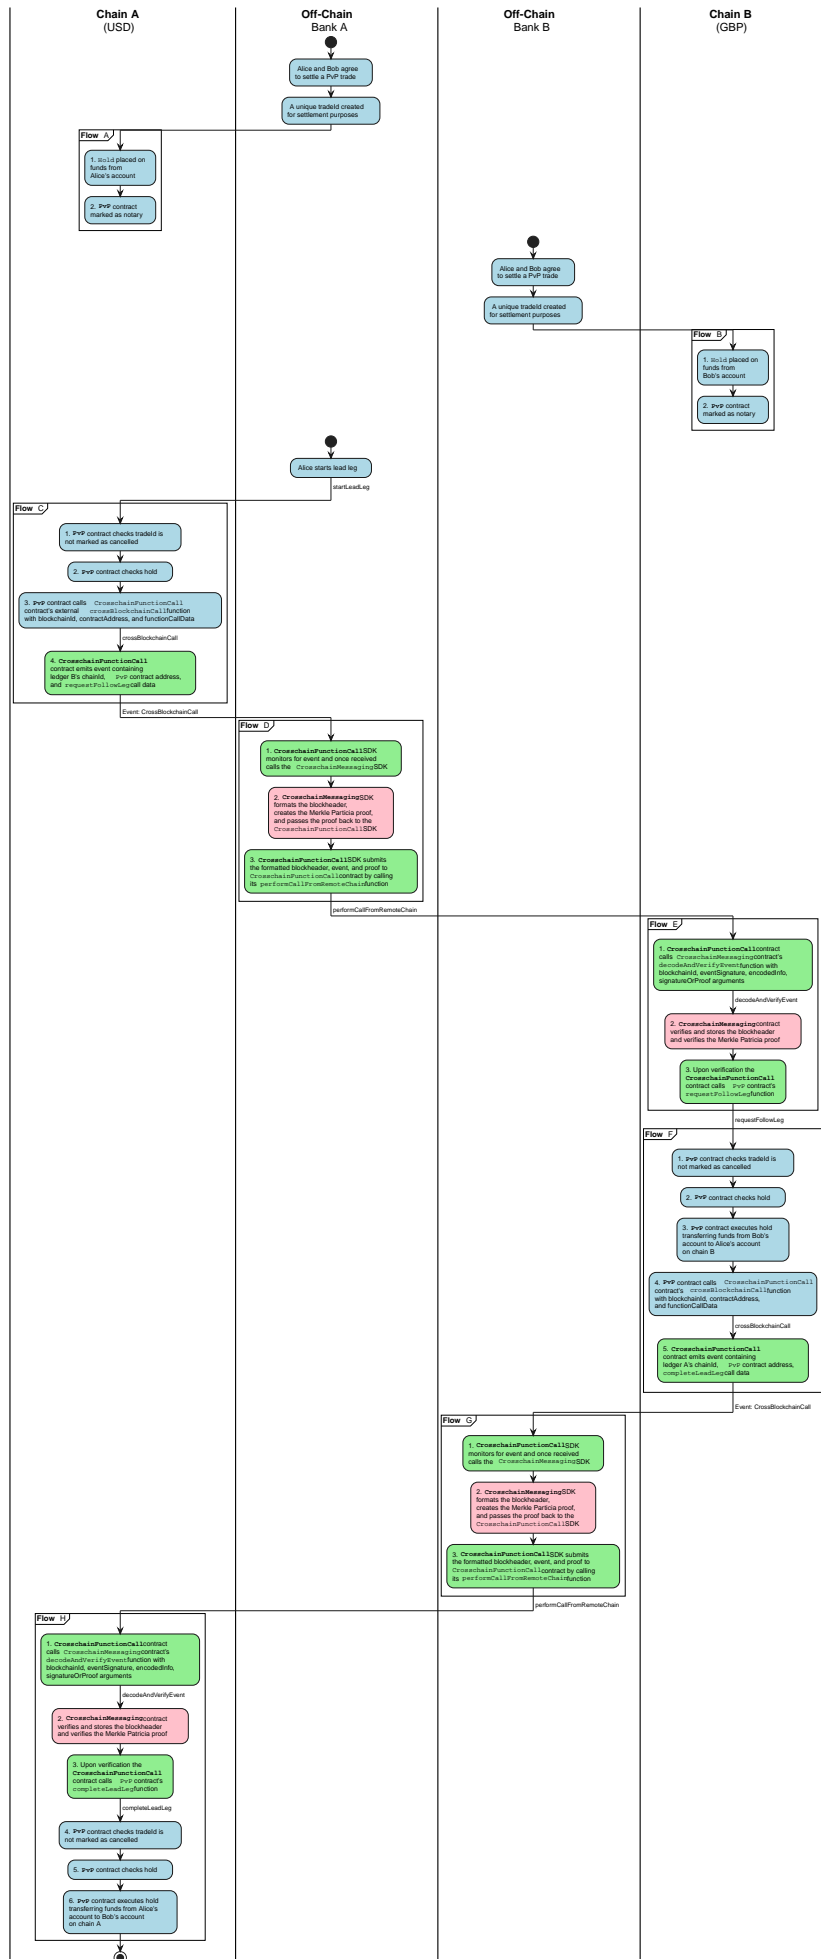 Chain A
(USD)
Off-Chain
Bank A
Off-Chain
Bank B
Chain B
(GBP)
Alice and Bob agree
to settle a PvP trade
A unique tradeId created
for settlement purposes
Flow A
1. Hold placed on
funds from
Alice's account
2. PvP contract
marked as notary
Alice and Bob agree
to settle a PvP trade
A unique tradeId created
for settlement purposes
Flow B
1. Hold placed on
funds from
Bob's account
2. PvP contract
marked as notary
Alice starts lead leg
startLeadLeg
Flow C
1. PvP contract checks tradeId is
not marked as cancelled
2. PvP contract checks hold
3. PvP contract calls CrosschainFunctionCall
contract's external crossBlockchainCall function
with blockchainId, contractAddress, and functionCallData
crossBlockchainCall
4. CrosschainFunctionCall
contract emits event containing
ledger B's chainId, PvP contract address,
and requestFollowLeg call data
Event: CrossBlockchainCall
Flow D
1. CrosschainFunctionCall SDK
monitors for event and once received
calls the CrosschainMessaging SDK
2. CrosschainMessaging SDK
formats the blockheader,
creates the Merkle Particia proof,
and passes the proof back to the
CrosschainFunctionCall SDK
3. CrosschainFunctionCall SDK submits
the formatted blockheader, event, and proof to
CrosschainFunctionCall contract by calling
its performCallFromRemoteChain function
performCallFromRemoteChain
Flow E
1. CrosschainFunctionCall contract
calls CrosschainMessaging contract's
decodeAndVerifyEvent function with
blockchainId, eventSignature, encodedInfo,
signatureOrProof arguments
decodeAndVerifyEvent
2. CrosschainMessaging contract
verifies and stores the blockheader
and verifies the Merkle Patricia proof
3. Upon verification the
CrosschainFunctionCall
contract calls PvP contract's
requestFollowLeg function
requestFollowLeg
Flow F
1. PvP contract checks tradeId is
not marked as cancelled
2. PvP contract checks hold
3. PvP contract executes hold
transferring funds from Bob's
account to Alice's account
on chain B
4. PvP contract calls CrosschainFunctionCall
contract's crossBlockchainCall function
with blockchainId, contractAddress,
and functionCallData
crossBlockchainCall
5. CrosschainFunctionCall
contract emits event containing
ledger A's chainId, PvP contract address,
completeLeadLeg call data
Event: CrossBlockchainCall
Flow G
1. CrosschainFunctionCall SDK
monitors for event and once received
calls the CrosschainMessaging SDK
2. CrosschainMessaging SDK
formats the blockheader,
creates the Merkle Particia proof,
and passes the proof back to the
CrosschainFunctionCall SDK
3. CrosschainFunctionCall SDK submits
the formatted blockheader, event, and proof to
CrosschainFunctionCall contract by calling
its performCallFromRemoteChain function
performCallFromRemoteChain
Flow H
1. CrosschainFunctionCall contract
calls CrosschainMessaging contract's
decodeAndVerifyEvent function with
blockchainId, eventSignature, encodedInfo,
signatureOrProof arguments
decodeAndVerifyEvent
2. CrosschainMessaging contract
verifies and stores the blockheader
and verifies the Merkle Patricia proof
3. Upon verification the
CrosschainFunctionCall
contract calls PvP contract's
completeLeadLeg function
completeLeadLeg
4. PvP contract checks tradeId is
not marked as cancelled
5. PvP contract checks hold
6. PvP contract executes hold
transferring funds from Alice's
account to Bob's account
on chain A